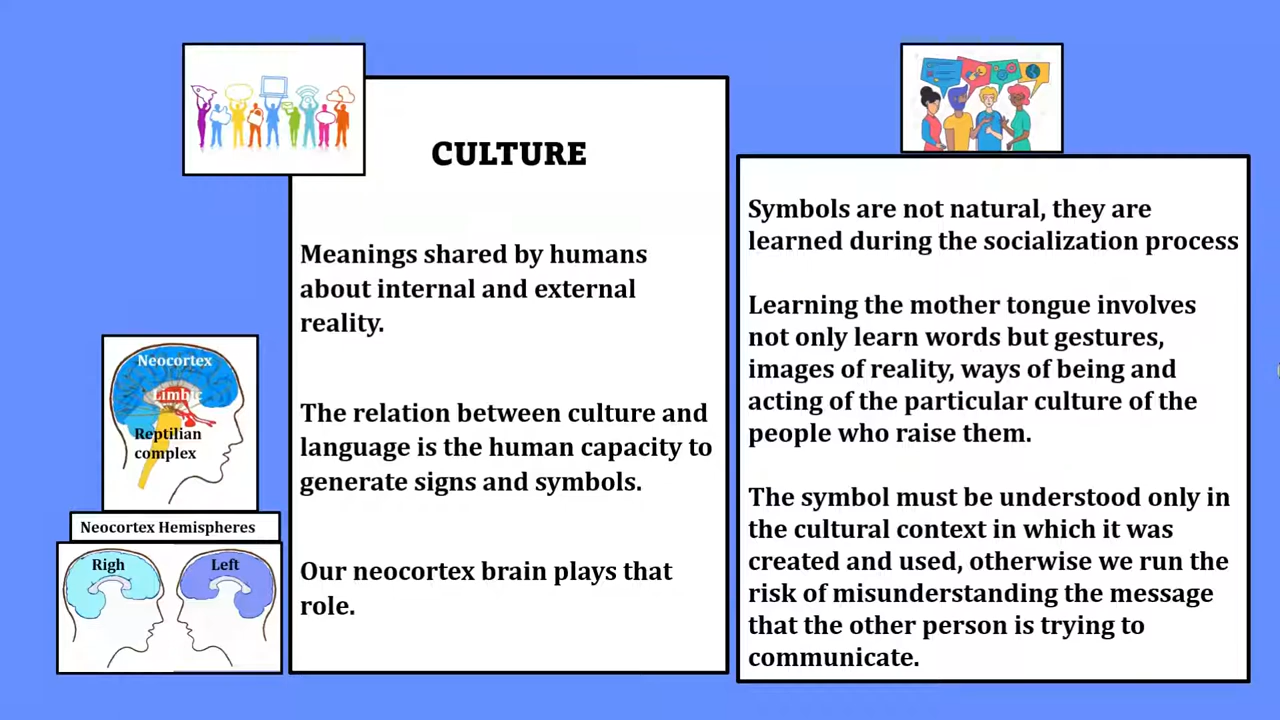 CULTURE
Meanings shared by humans
about internal and external
reality.
The relation between culture and
language is the human capacity to
generate signs and symbols.
Our neocortex brain plays that
role.
Neocortex
Limbic
Reptilian
complex
Neocortex Hemispheres
Righ
Left
Symbols are not natural, they are
learned during the socialization process
Learning the mother tongue involves
not only learn words but gestures,
images of reality, ways of being and
acting of the particular culture of the
people who raise them.
The symbol must be understood only in
the cultural context in which it was
created and used, otherwise we run the
risk of misunderstanding the message
that the other person is trying to
communicate.